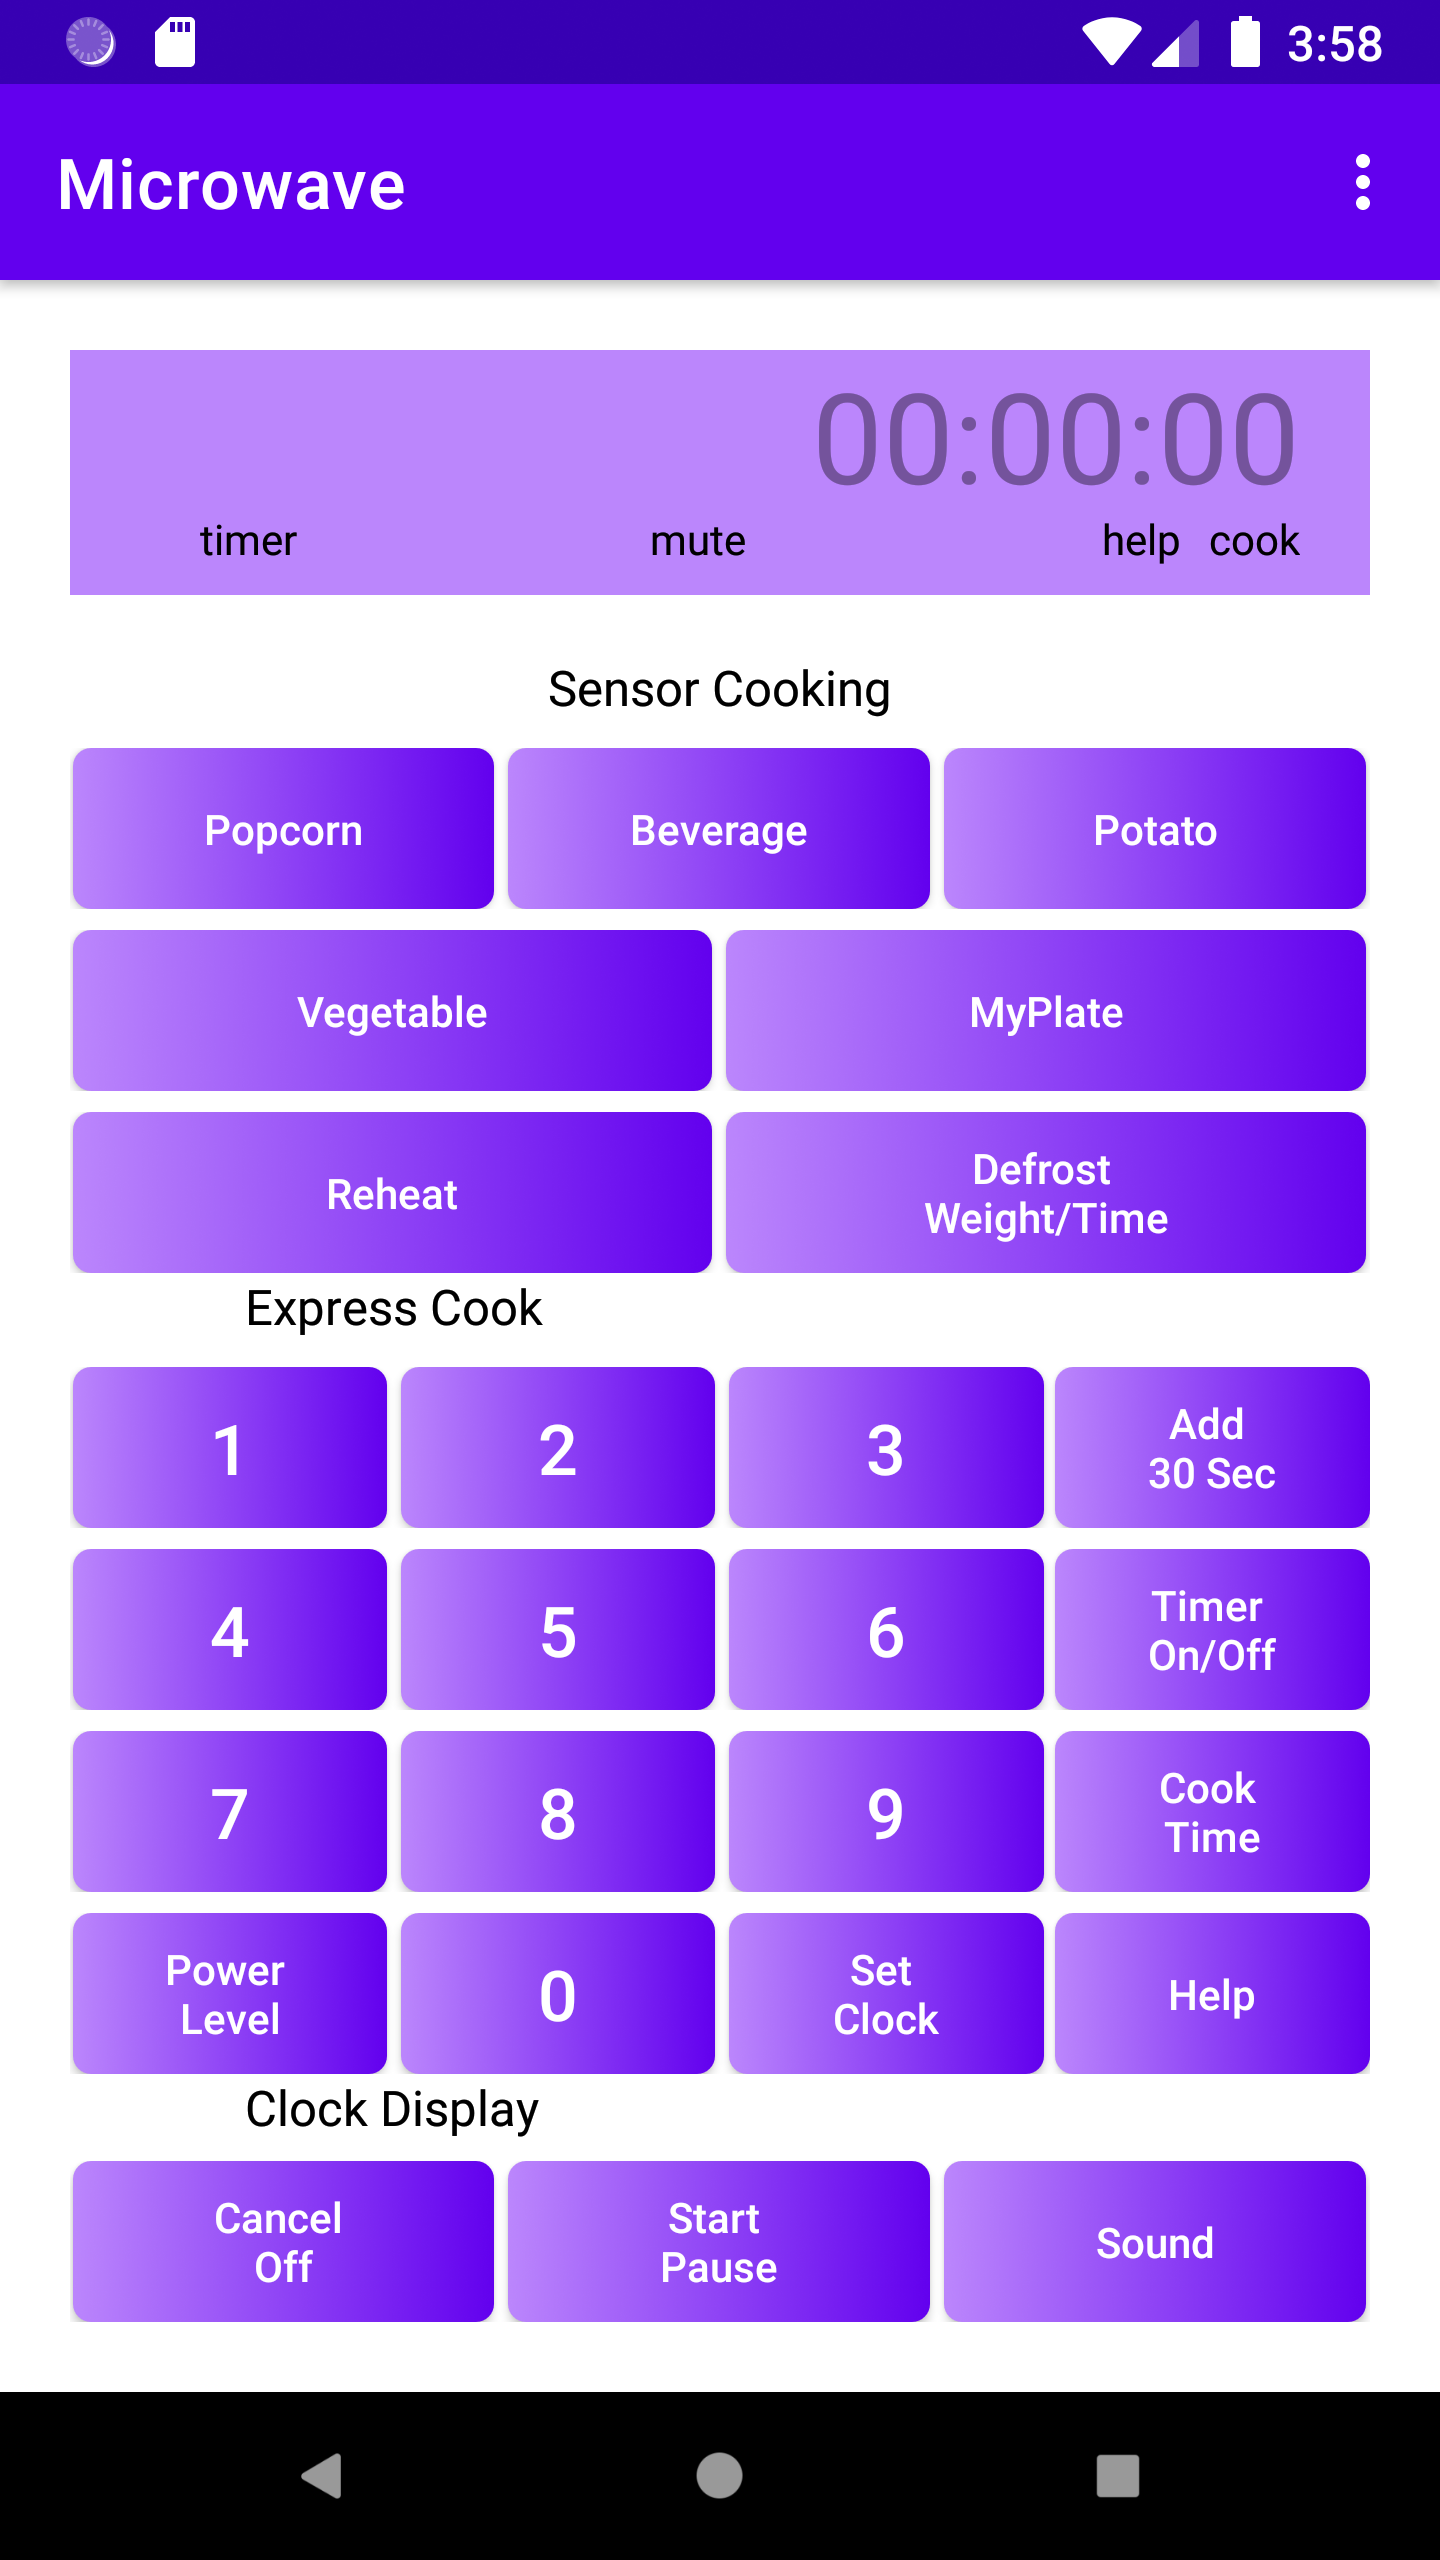 3:58
Microwave
00:00:00
timer mute help cook
Sensor Cooking
Popcorn Beverage Potato
Vegetable MyPlate
Reheat Defrost
Weight/Time
Express Cook
1 2 3 Add
30 Sec
4 5 6 Timer
On/Off
7 8 9 Cook
Time
Power
Level 0 Set
Clock Help
Clock Display
Cancel
Off Start
Pause Sound